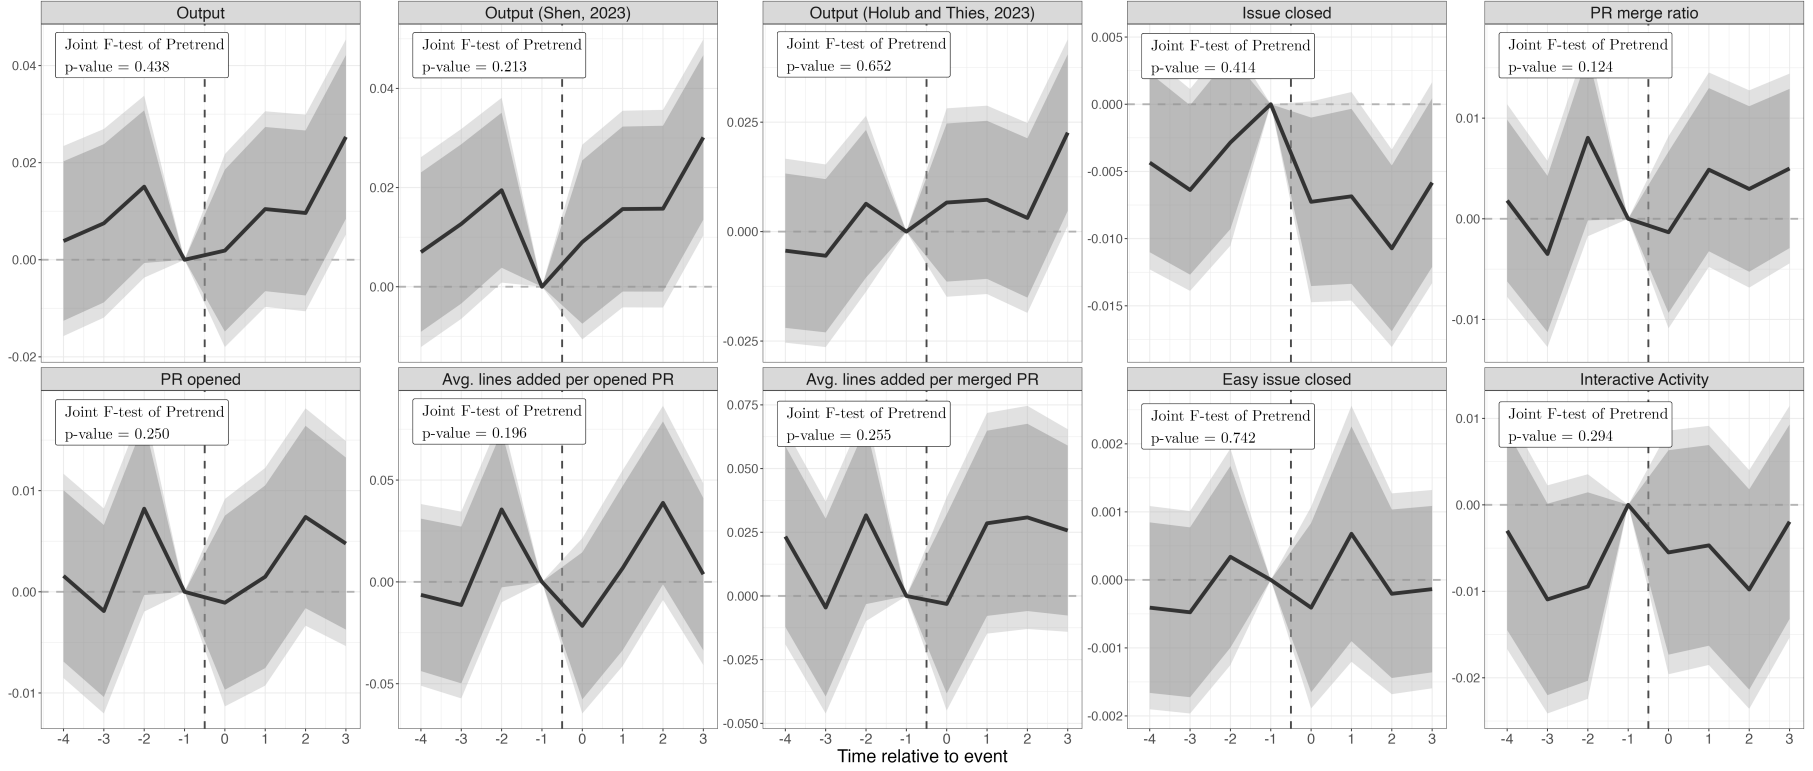 Output
Output (Shen, 2023)
Output (Holub and Thies, 2023)
Issue closed
PR merge ratio
Joint F-test of Pretrend
p-value = 0.438
0.04
0.02
0.00
-0.02
Joint F-test of Pretrend
p-value = 0.213
0.04
0.02
0.00
Joint F-test of Pretrend
p-value = 0.652
0.025
0.000
-0.025
Joint F-test of Pretrend
p-value = 0.414
0.005
0.000
-0.005
-0.010
-0.015
Joint F-test of Pretrend
p-value = 0.124
0.01
0.00
-0.01
PR opened
Avg. lines added per opened PR
Avg. lines added per merged PR
Easy issue closed
Interactive Activity
Joint F-test of Pretrend
p-value = 0.250
0.01
0.00
-0.01
Joint F-test of Pretrend
p-value = 0.196
0.05
0.00
-0.05
Joint F-test of Pretrend
p-value = 0.255
0.075
0.050
0.025
0.000
-0.025
-0.050
Joint F-test of Pretrend
p-value = 0.742
0.002
0.001
0.000
-0.001
-0.002
Joint F-test of Pretrend
p-value = 0.294
0.01
0.00
-0.01
-0.02
-4 -3 -2 -1 0 1 2 3
-4 -3 -2 -1 0 1 2 3
-4 -3 -2 -1 0 1 2 3
-4 -3 -2 -1 0 1 2 3
-4 -3 -2 -1 0 1 2 3
Time relative to event